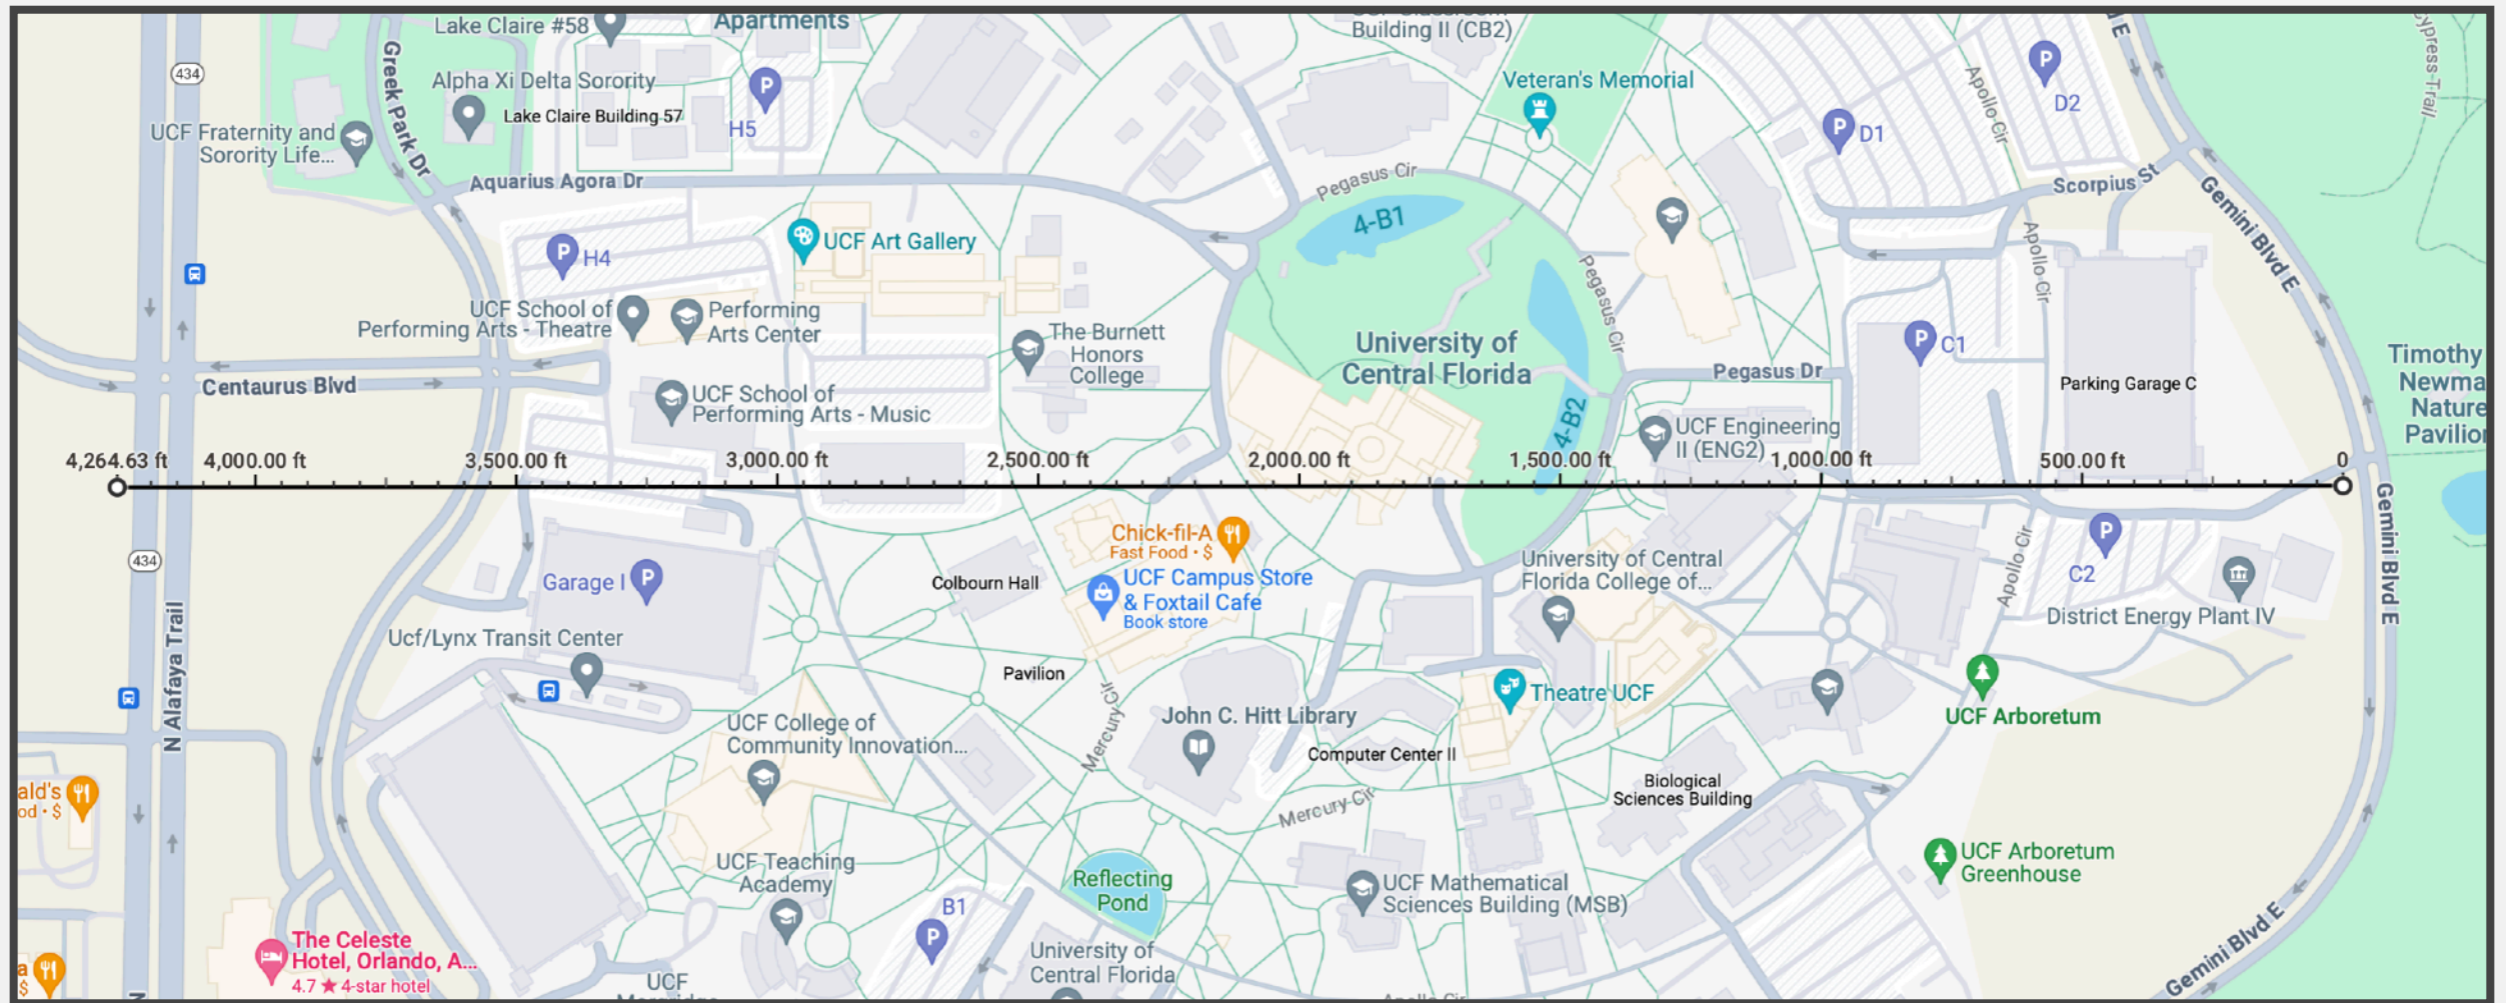 Lake Claire #58
Apartments
Building II (CB2)
434
Greek Park Dr
Alpha Xi Delta Sorority
Lake Claire Building 57
P
H5
UCF Fraternity and
Sorority Life...
Aquarius Agora Dr
Pegasus Cir
Veteran's Memorial
P
D1
P
D2
Apollo Cir
Scorpius St
Gemini Blvd E
P
H4
UCF Art Gallery
4-B1
Pegasus Cir
Apollo Cir
UCF School of
Performing Arts - Theatre
Performing
Arts Center
The Burnett
Honors
College
University of
Central Florida
P
C1
Pegasus Dr
Parking Garage C
Timothy
Newma
Nature
Pavilion
Centaurus Blvd
UCF School of
Performing Arts - Music
4-B2
UCF Engineering
II (ENG2)
4,264.63 ft
4,000.00 ft
3,500.00 ft
3,000.00 ft
2,500.00 ft
2,000.00 ft
1,500.00 ft
1,000.00 ft
500.00 ft
0
434
Garage I
P
Colbourn Hall
Chick-fil-A
Fast Food · $
UCF Campus Store
& Foxtail Cafe
Book store
University of Central
Florida College of...
Apollo Cir
P
C2
District Energy Plant IV
Gemini Blvd E
Ucf/Lynx Transit Center
N Alafaya Trail
Pavilion
Mercury Cir
John C. Hitt Library
Theatre UCF
UCF Arboretum
UCF College of
Community Innovation...
Computer Center II
Biological
Sciences Building
Mercury Cir
ald's
od · $
UCF Teaching
Academy
Reflecting
Pond
UCF Mathematical
Sciences Building (MSB)
UCF Arboretum
Greenhouse
B1
P
The Celeste
Hotel, Orlando, A...
4.7 ★ 4-star hotel
a
$
N
UCF
University of
Central Florida
Apollo Cir
Gemini Blvd E